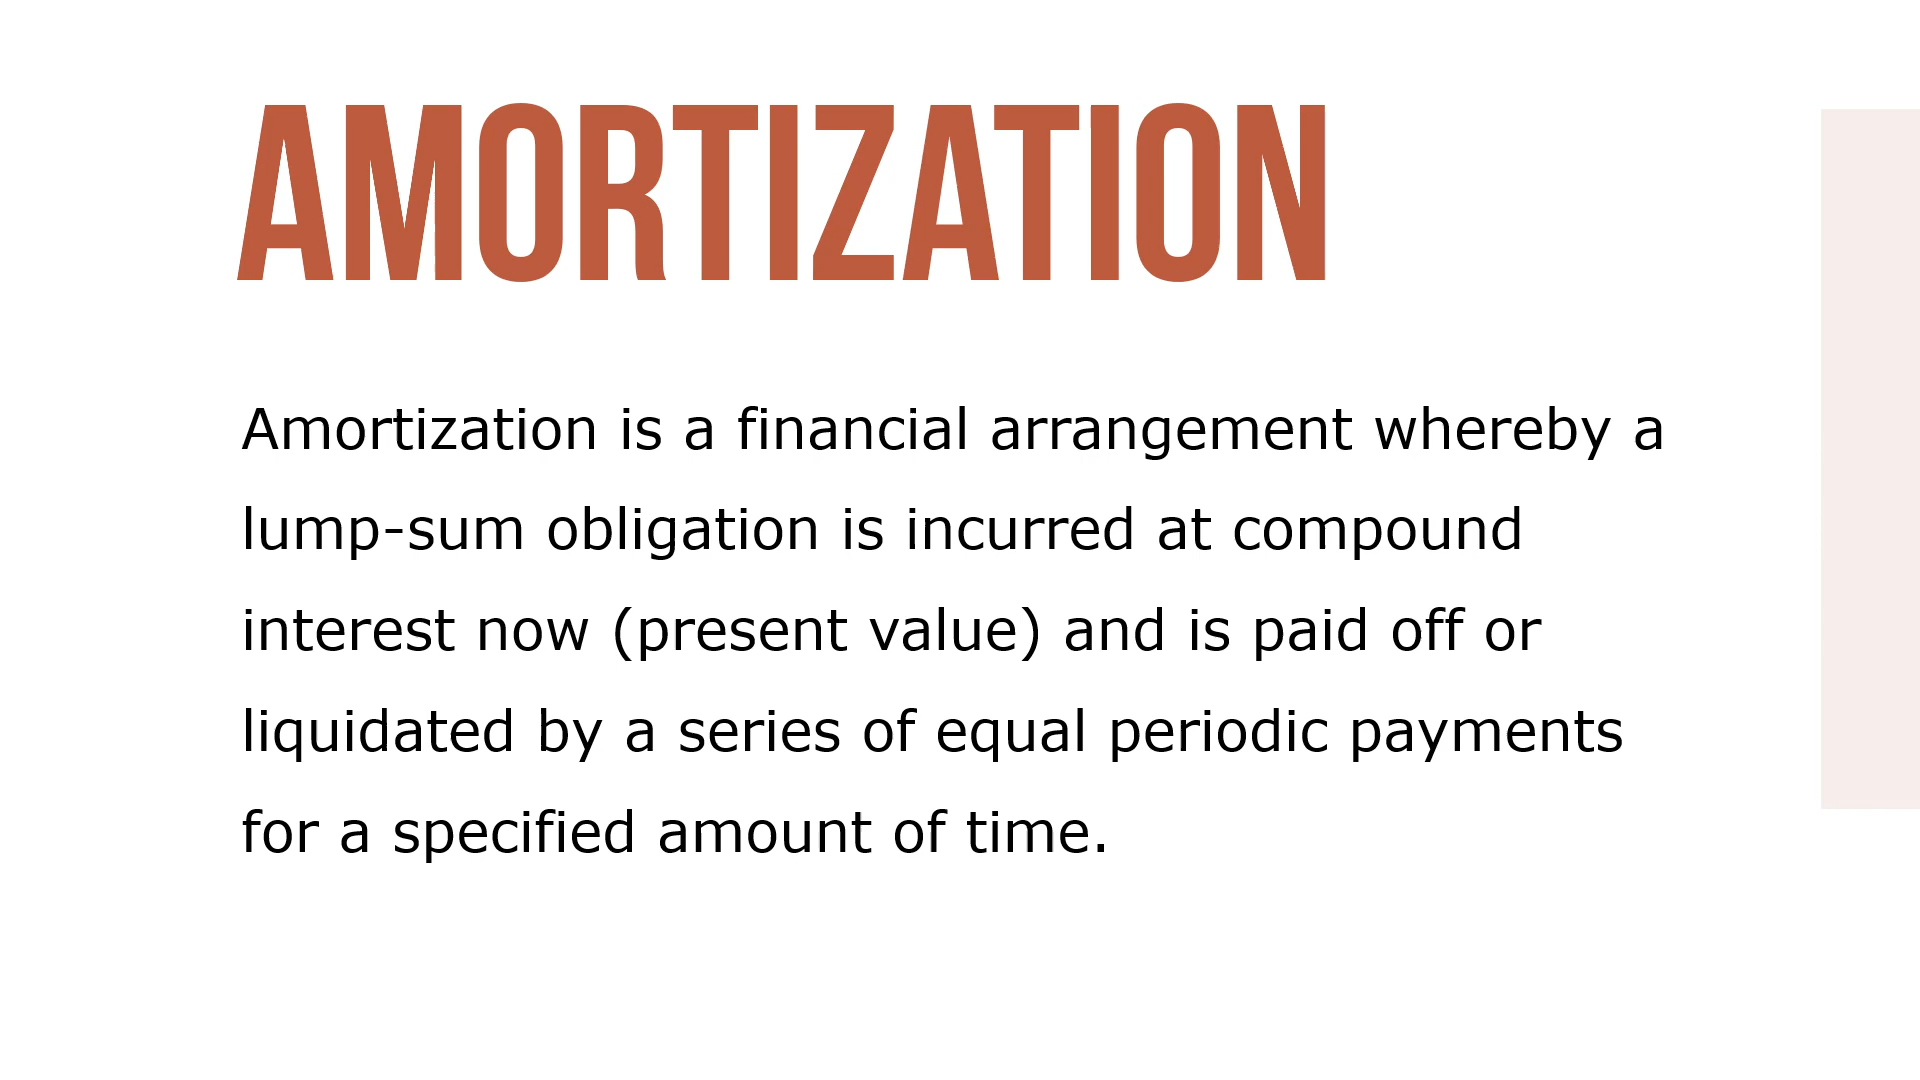 AMORTIZATION
Amortization is a financial arrangement whereby a
lump-sum obligation is incurred at compound
interest now (present value) and is paid off or
liquidated by a series of equal periodic payments
for a specified amount of time.